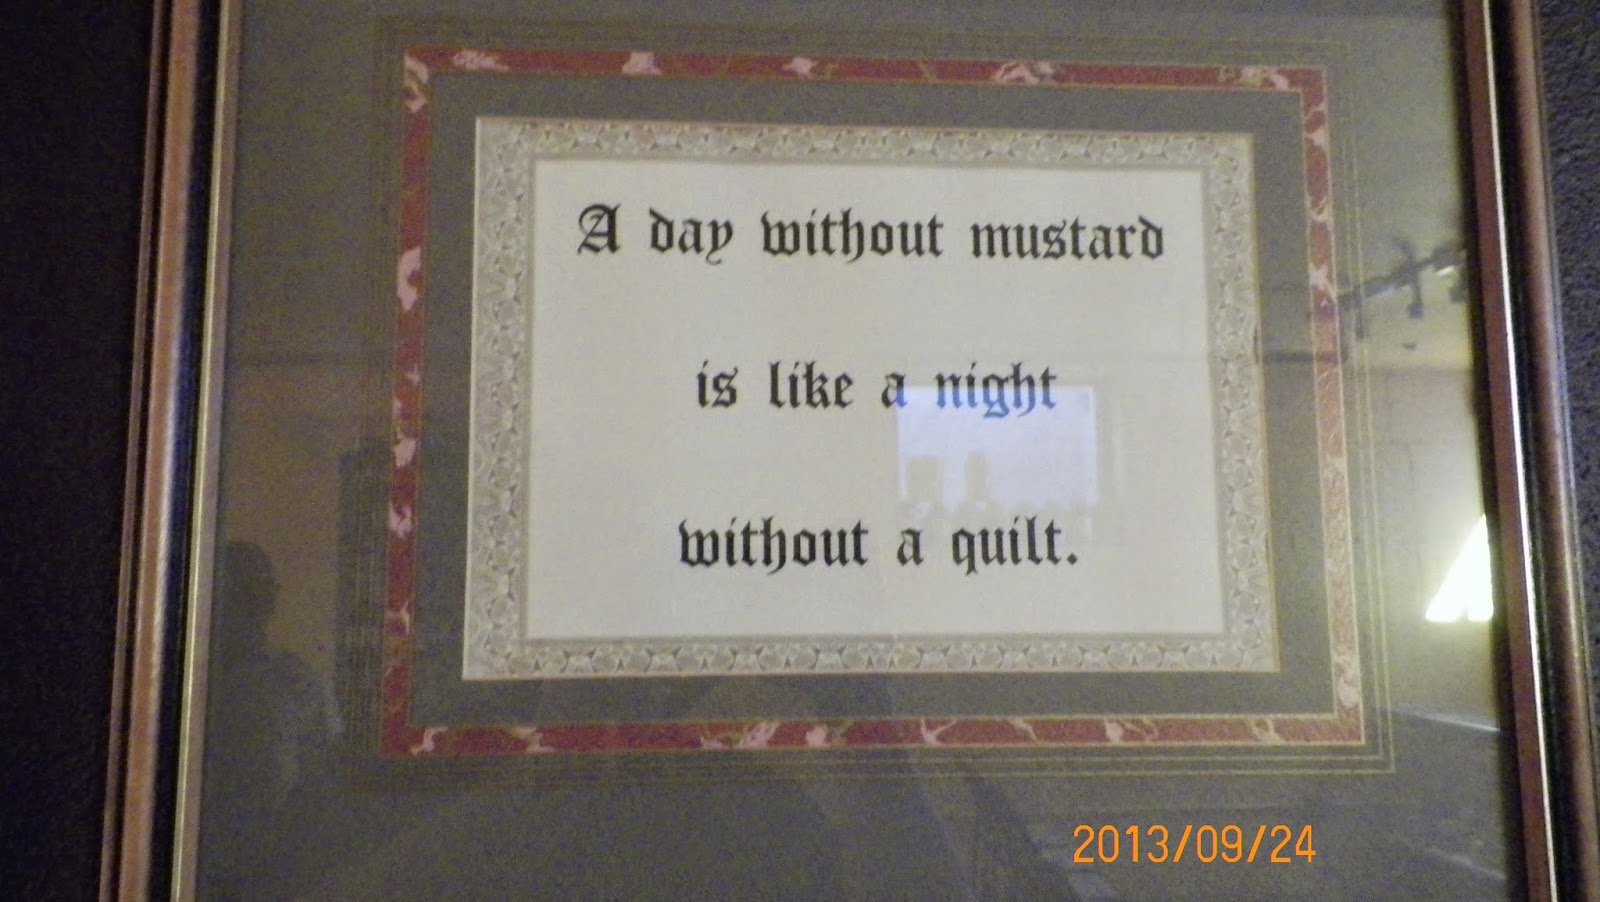 A day without mustard
is like a night
without a quilt.
2013/09/24